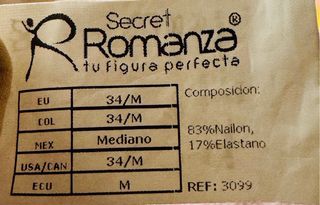 Secret
Romanza®
tu figura perfecta
EU 34/M
COL 34/M
MEX Mediano
USA/CAN 34/M
ECU M
Composicion:
83%Nailon,
17%Elastano
REF: 3099